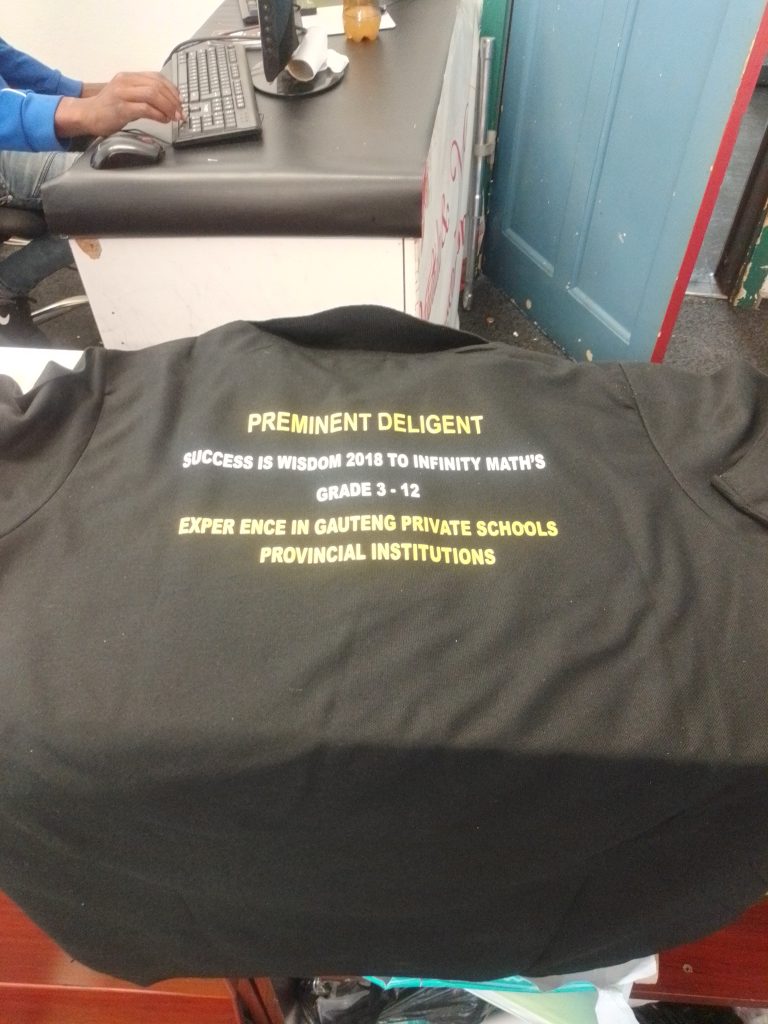 PREMINENT DELIGENT
SUCCESS IS WISDOM 2018 TO INFINITY MATH'S
GRADE 3 - 12
EXPER ENCE IN GAUTENG PRIVATE SCHOOLS
PROVINCIAL INSTITUTIONS